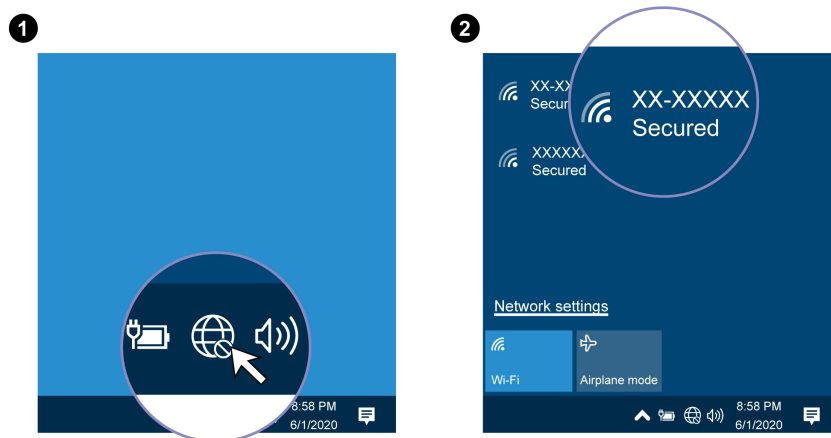 1
8:58 PM
6/1/2020
2
XX-XX
Secur
XX-XXXXX
Secured
XXXXXX
Secured
Network settings
Wi-Fi
Airplane mode
8:58 PM
6/1/2020